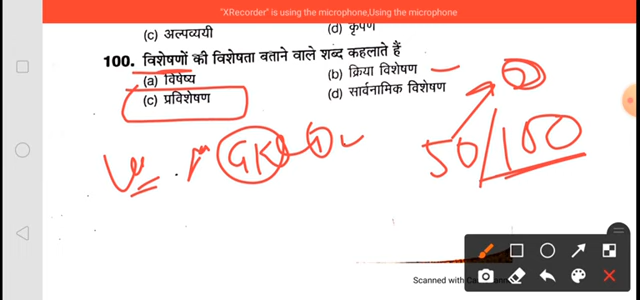 "XRecorder" is using the microphone,Using the microphone
(c) अल्पव्ययी (d) कृपण
100. विशेषणों की विशेषता बताने वाले शब्द कहलाते हैं
(a) विषेष्य (b) क्रिया विशेषण
(c) प्रविशेषण (d) सार्वनामिक विशेषण
GK
50/100
Scanned with